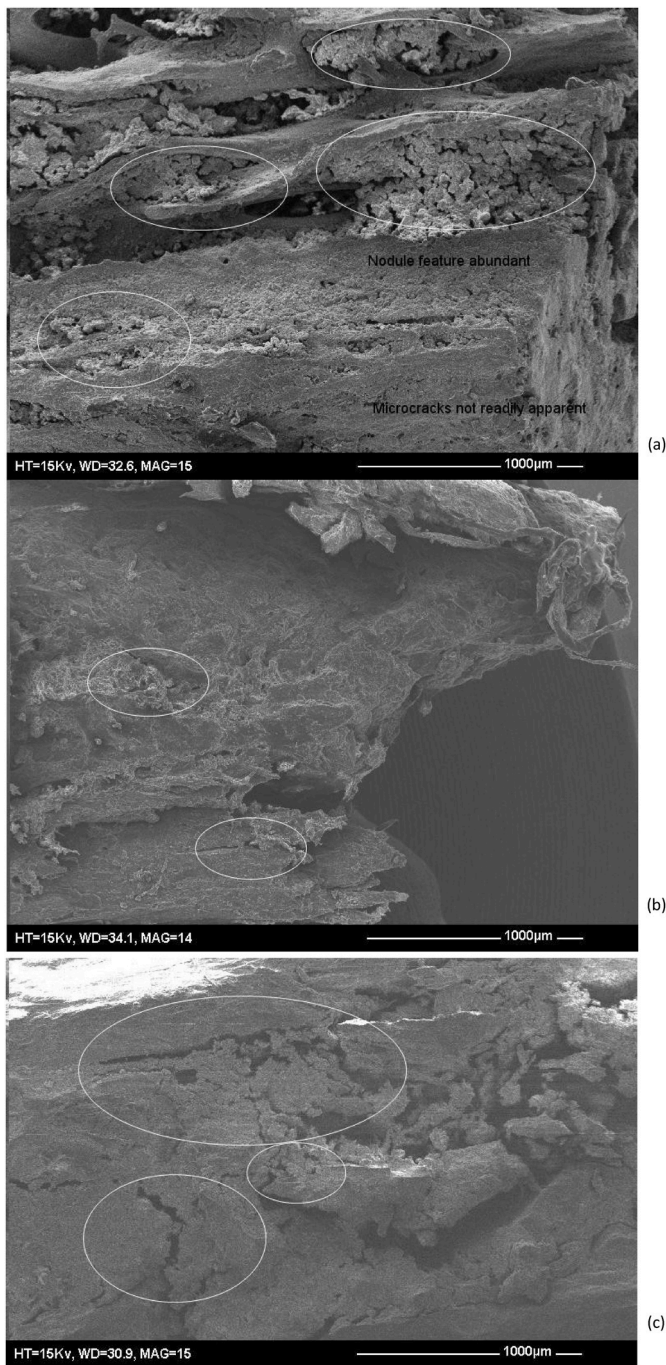 Nodule feature abundant
Microcracks not readily apparent
(a)
HT=15Kv, WD=32.6, MAG=15 1000µm
(b)
HT=15Kv, WD=34.1, MAG=14 1000µm
(c)
HT=15Kv, WD=30.9, MAG=15 1000µm